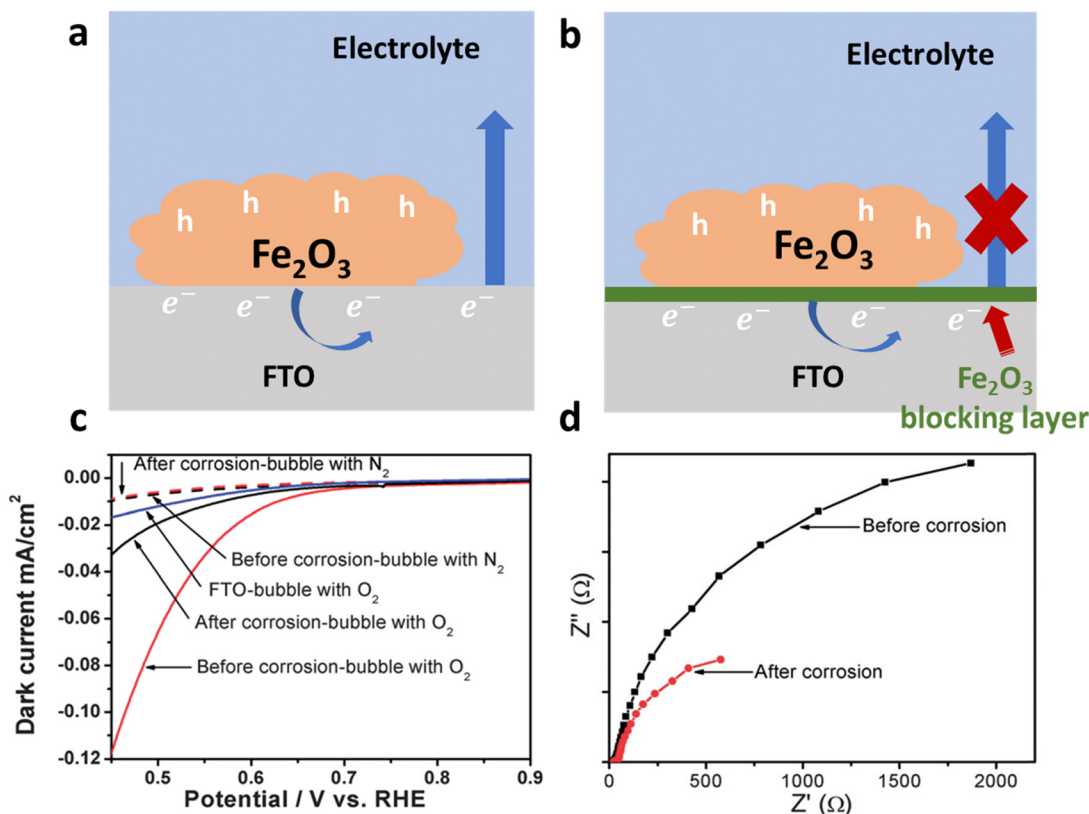 a
Electrolyte
h h h h
Fe₂O₃
e⁻ e⁻ e⁻ e⁻
FTO
b
Electrolyte
h h h h
Fe₂O₃
e⁻ e⁻ e⁻ e⁻
FTO
Fe₂O₃
blocking layer
c
After corrosion-bubble with N₂
Before corrosion-bubble with N₂
FTO-bubble with O₂
After corrosion-bubble with O₂
Before corrosion-bubble with O₂
Dark current mA/cm²
0.00
-0.02
-0.04
-0.06
-0.08
-0.10
-0.12
0.5 0.6 0.7 0.8 0.9
Potential / V vs. RHE
d
Before corrosion
After corrosion
Z'' (Ω)
0 500 1000 1500 2000
Z' (Ω)